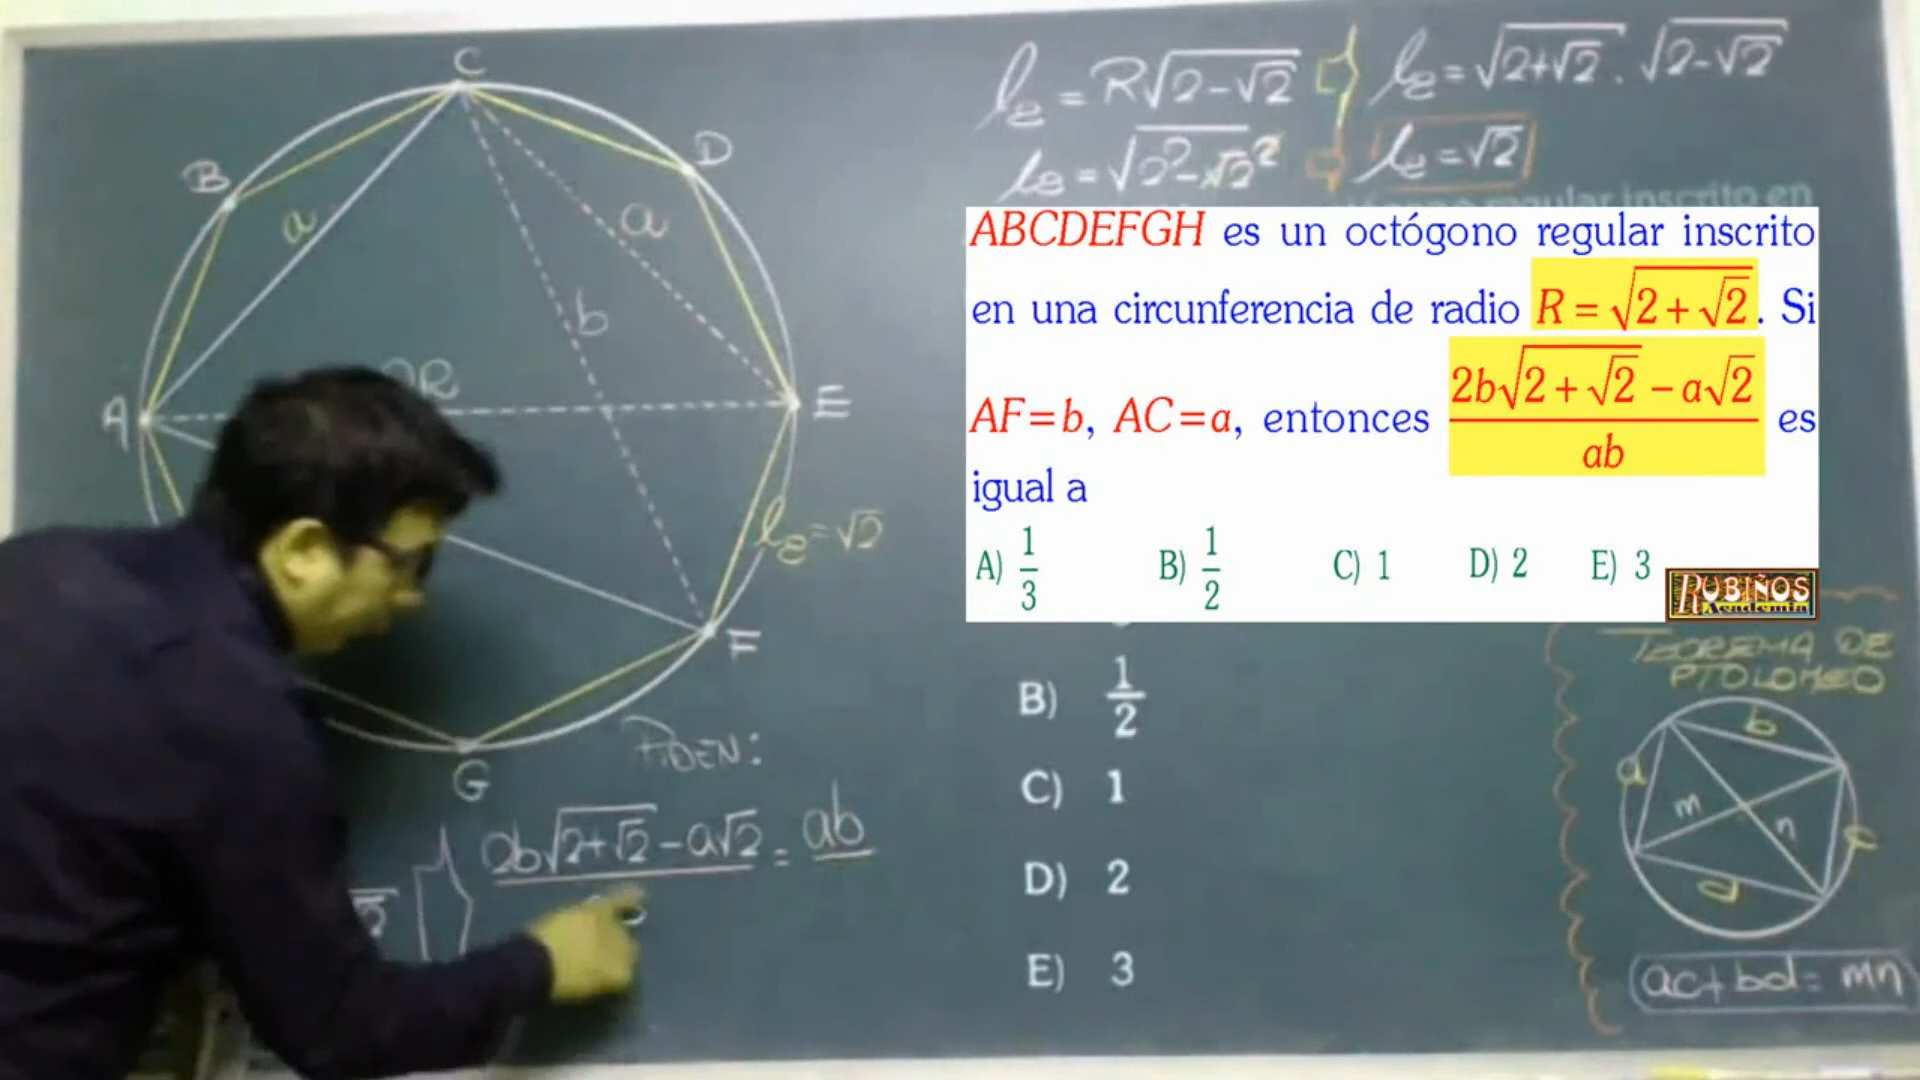 C
B
D
a
a
b
2R
A
E
l₈=√2
F
G
l₈ = R√(2-√2)
l₈ = √(2+√2) . √(2-√2)
l₈ = √(2²-√2²)
l₈ = √2
ABCDEFGH es un octógono regular inscrito
en una circunferencia de radio R = √(2+√2). Si
AF=b, AC=a, entonces (2b√(2+√2) - a√2)/ab es
igual a
A) 1/3 B) 1/2 C) 1 D) 2 E) 3
RUBIÑOS
B) 1/2
C) 1
D) 2
E) 3
PIDEN:
2b√(2+√2) - a√2 = ab
TEOREMA DE
PTOLOMEO
b
a
m
n
c
d
ac+bd = mn